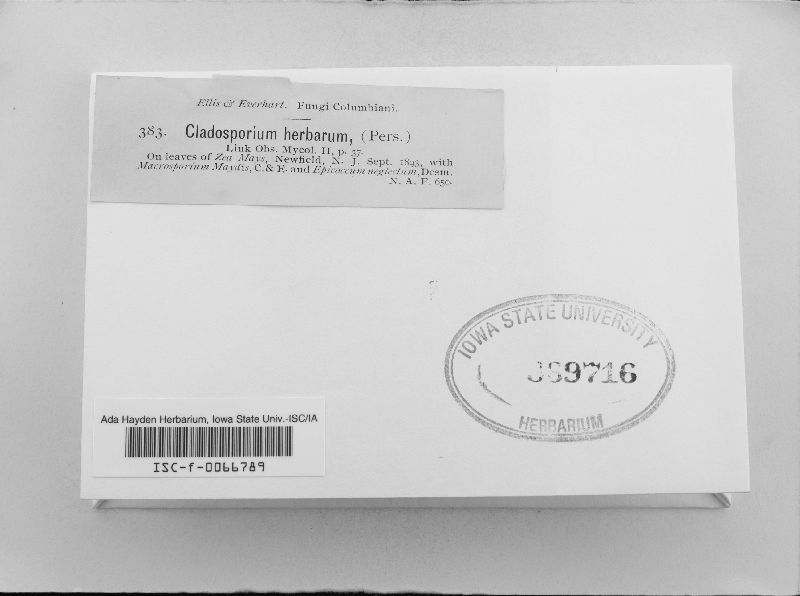 Ellis & Everhart. Fungi Columbiani.
383. Cladosporium herbarum, (Pers.)
Link Obs. Mycol. II, p. 37.
On leaves of Zea Mays, Newfield, N. J. Sept. 1893, with
Macrosporium Maydis, C. & E. and Epicoccum neglectum, Desm.
N. A. F. 650.
IOWA STATE UNIVERSITY
389716
HERBARIUM
Ada Hayden Herbarium, Iowa State Univ.-ISC/IA
ISC-f-0066789